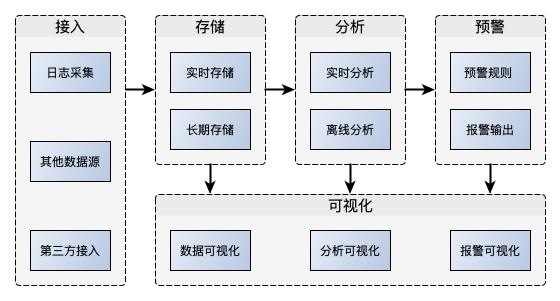 接入
日志采集
其他数据源
第三方接入
存储
实时存储
长期存储
分析
实时分析
离线分析
预警
预警规则
报警输出
可视化
数据可视化
分析可视化
报警可视化